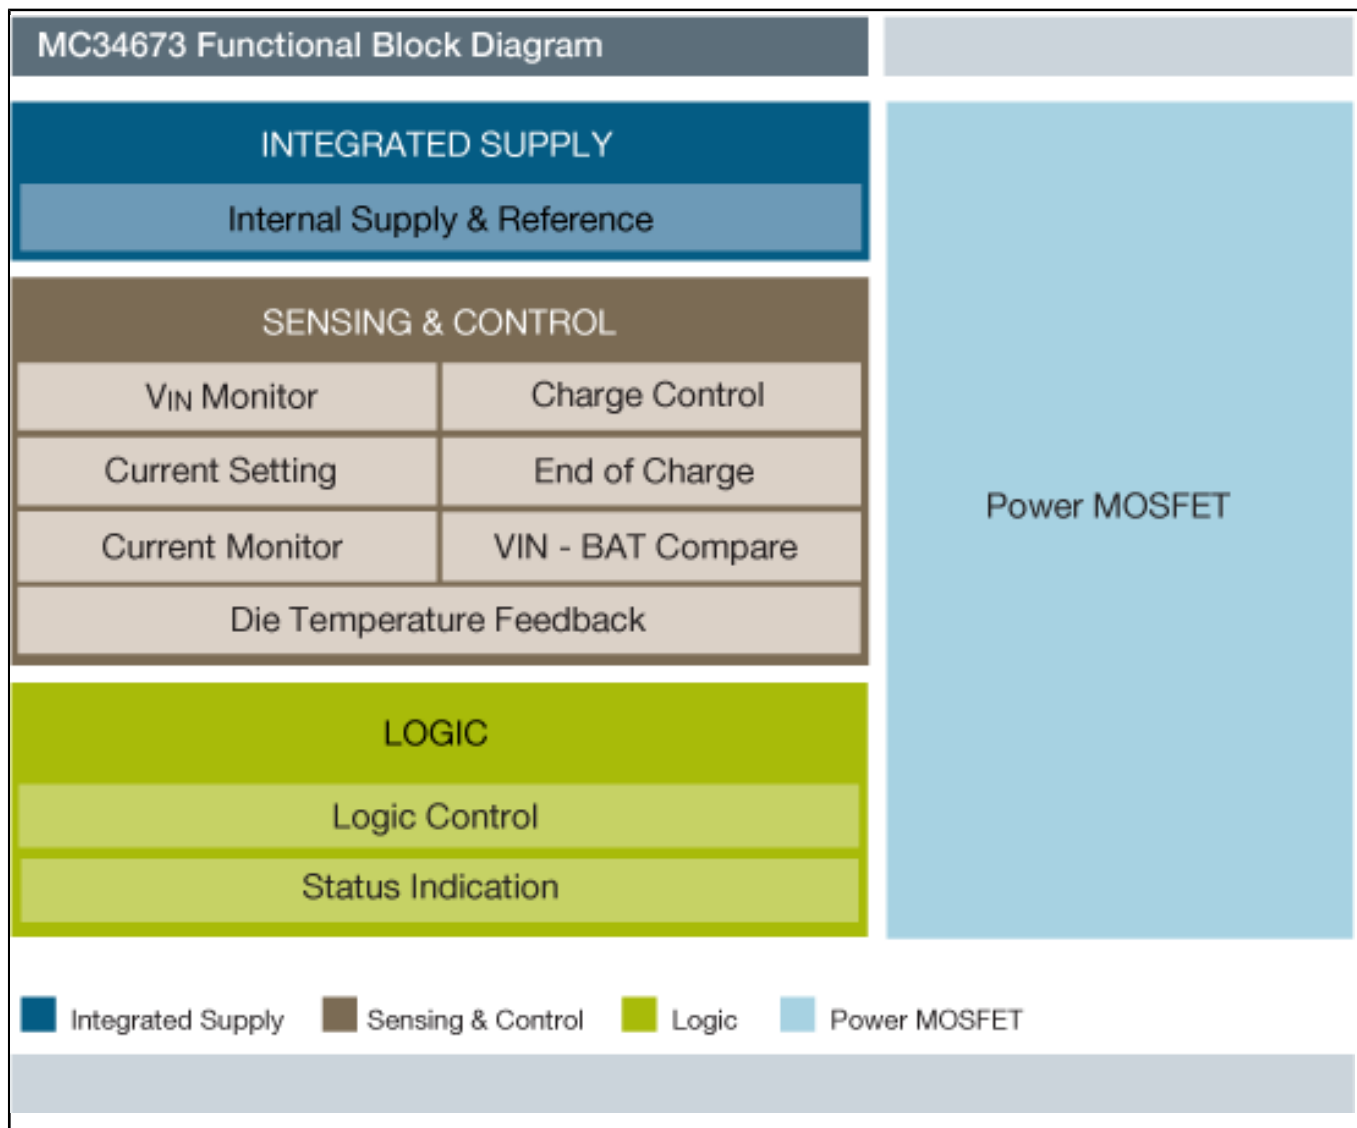 MC34673 Functional Block Diagram
INTEGRATED SUPPLY
Internal Supply & Reference
SENSING & CONTROL
VIN Monitor
Charge Control
Current Setting
End of Charge
Current Monitor
VIN - BAT Compare
Die Temperature Feedback
LOGIC
Logic Control
Status Indication
Power MOSFET
Integrated Supply
Sensing & Control
Logic
Power MOSFET